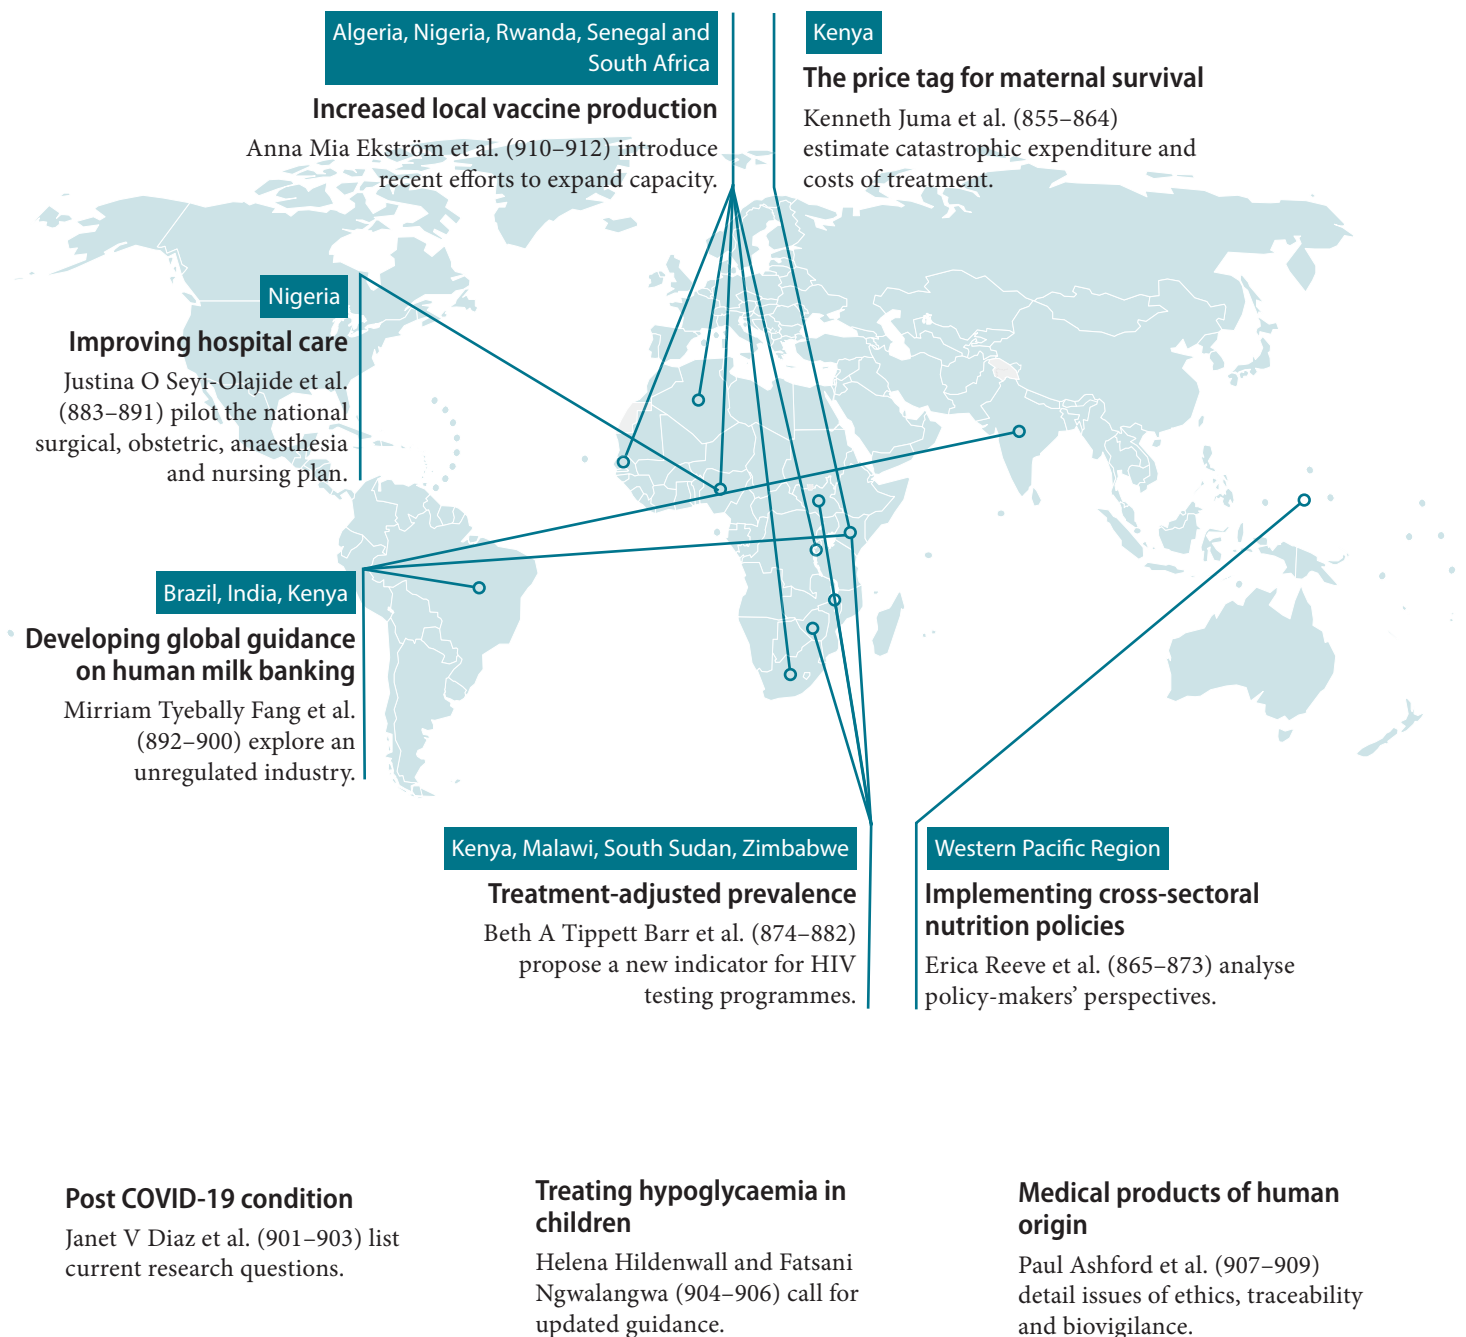 Algeria, Nigeria, Rwanda, Senegal and
South Africa
Increased local vaccine production
Anna Mia Ekström et al. (910–912) introduce
recent efforts to expand capacity.
Kenya
The price tag for maternal survival
Kenneth Juma et al. (855–864)
estimate catastrophic expenditure and
costs of treatment.
Nigeria
Improving hospital care
Justina O Seyi-Olajide et al.
(883–891) pilot the national
surgical, obstetric, anaesthesia
and nursing plan.
Brazil, India, Kenya
Developing global guidance
on human milk banking
Mirriam Tyebally Fang et al.
(892–900) explore an
unregulated industry.
Kenya, Malawi, South Sudan, Zimbabwe
Treatment-adjusted prevalence
Beth A Tippett Barr et al. (874–882)
propose a new indicator for HIV
testing programmes.
Western Pacific Region
Implementing cross-sectoral
nutrition policies
Erica Reeve et al. (865–873) analyse
policy-makers’ perspectives.
Post COVID-19 condition
Janet V Diaz et al. (901–903) list
current research questions.
Treating hypoglycaemia in
children
Helena Hildenwall and Fatsani
Ngwalangwa (904–906) call for
updated guidance.
Medical products of human
origin
Paul Ashford et al. (907–909)
detail issues of ethics, traceability
and biovigilance.